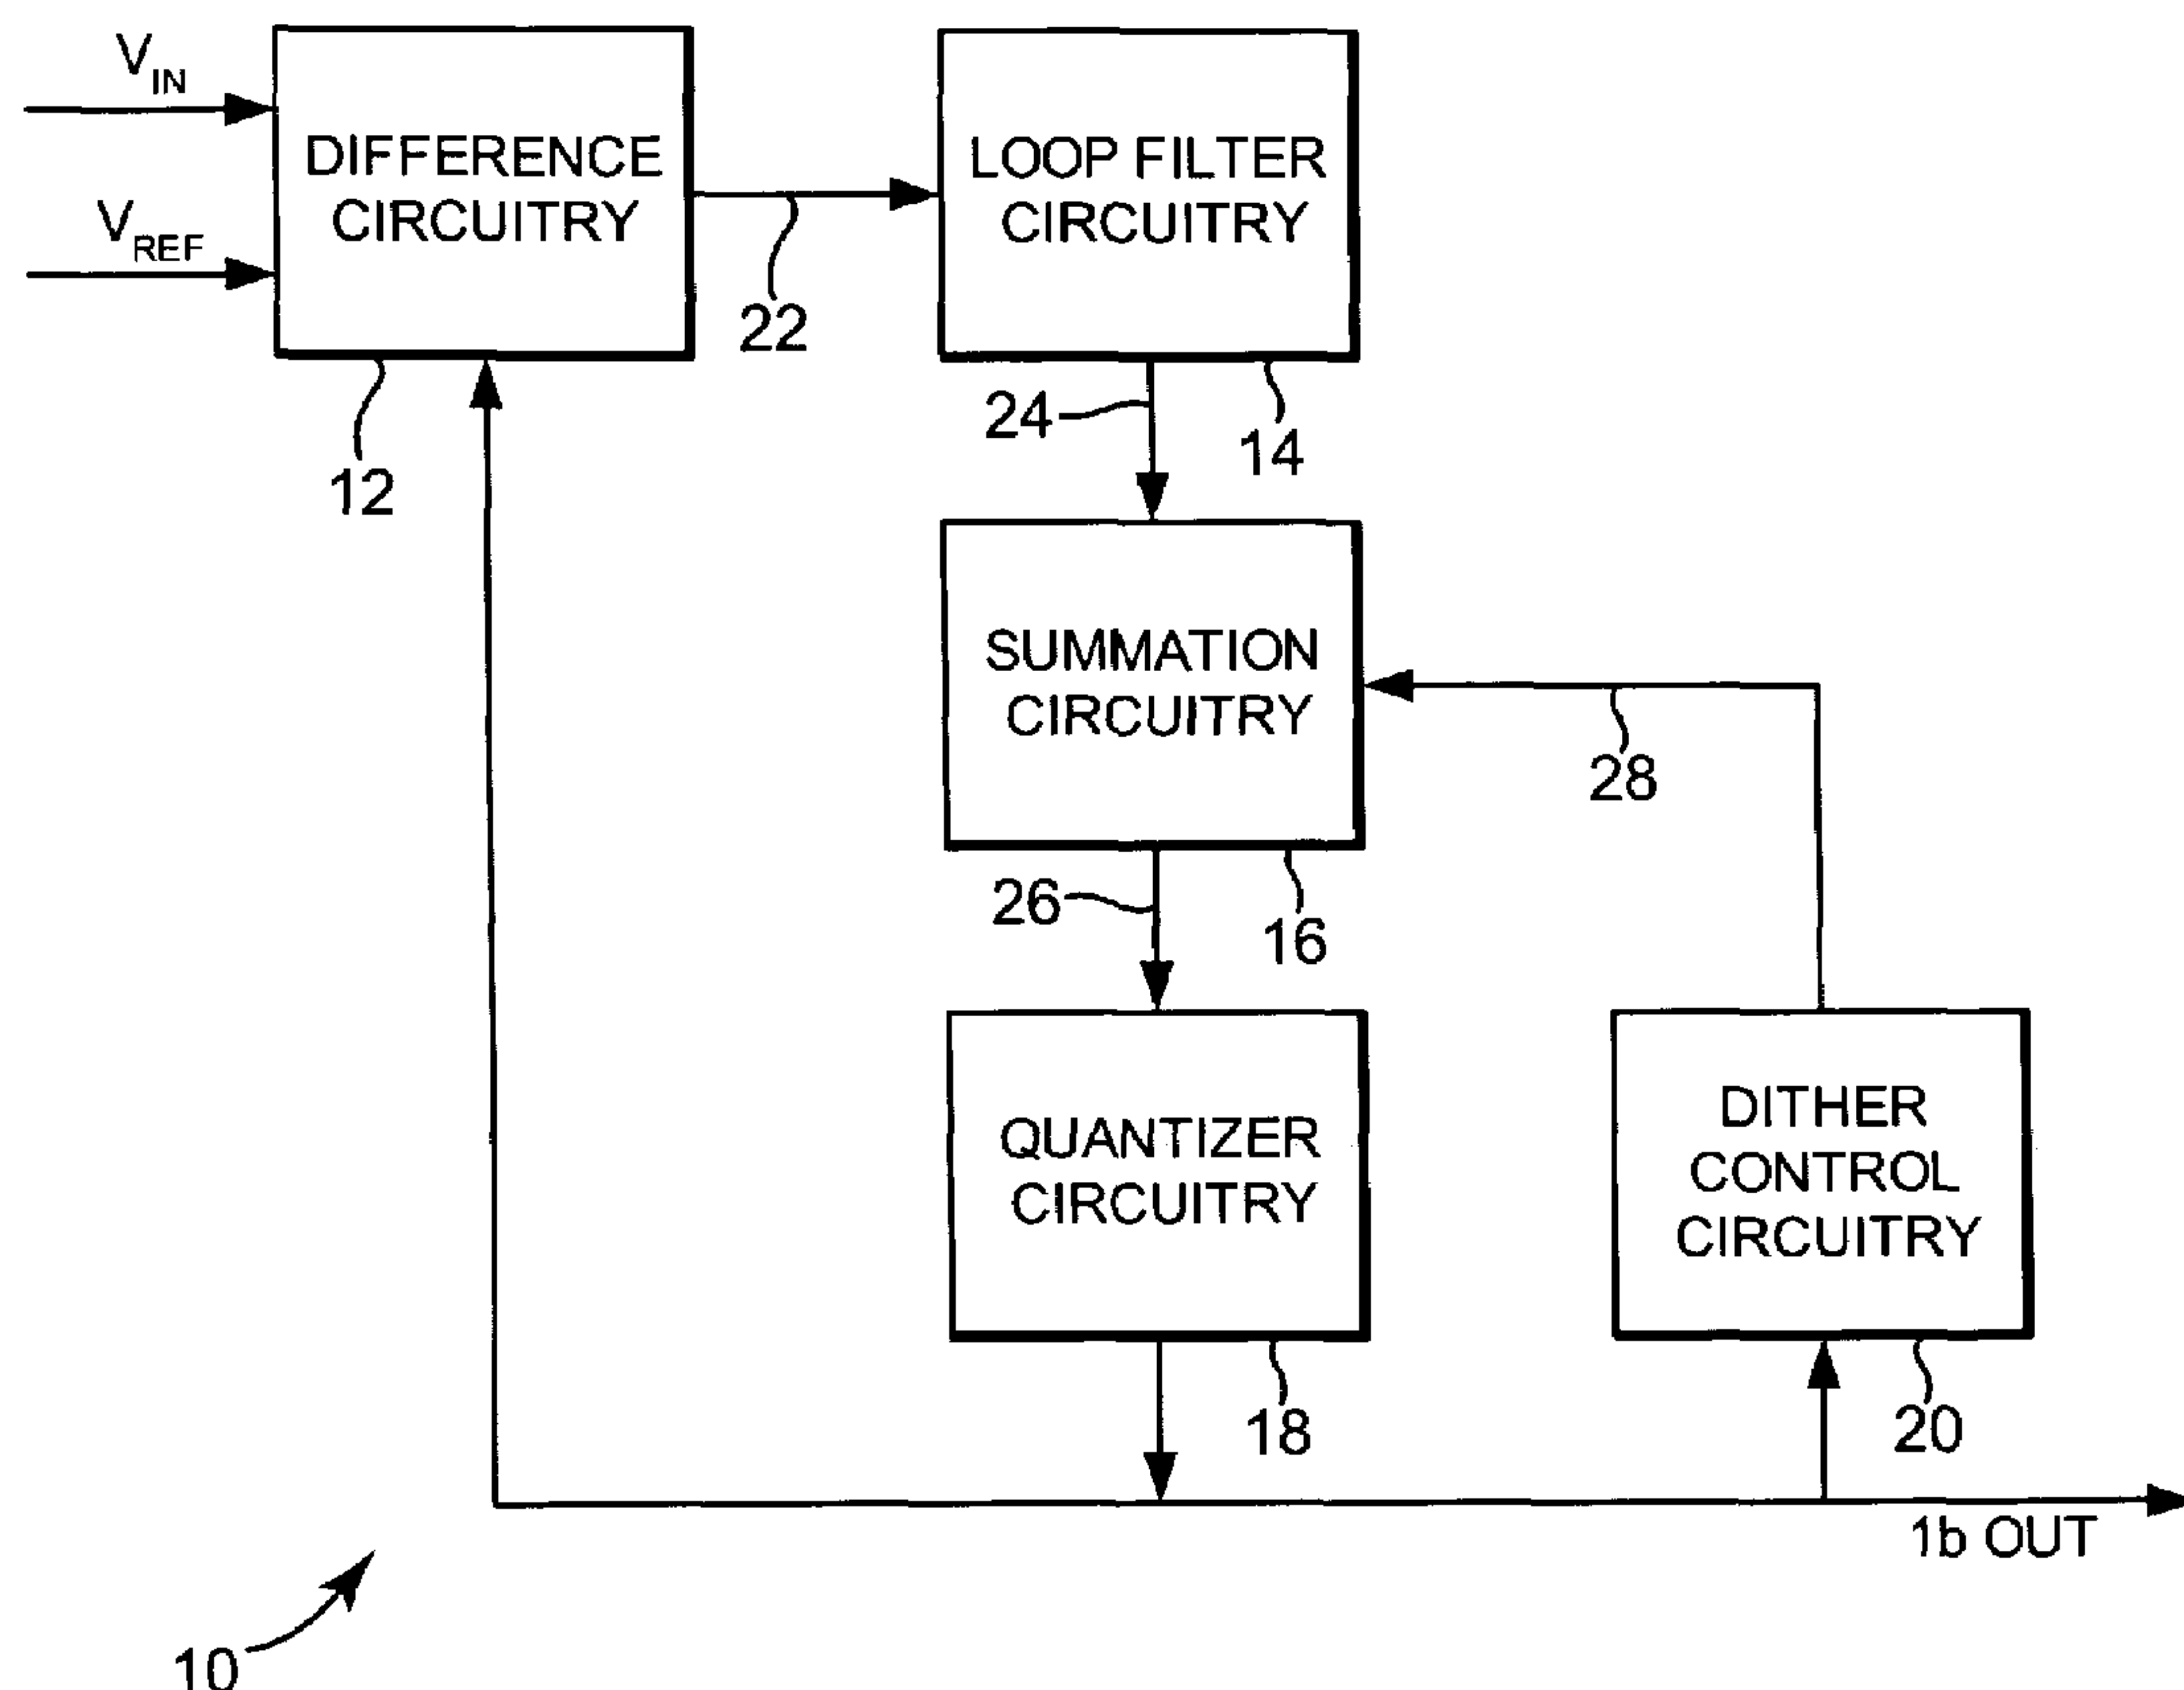 V_IN
V_REF
DIFFERENCE
CIRCUITRY
12
22
LOOP FILTER
CIRCUITRY
24
14
SUMMATION
CIRCUITRY
28
26
16
QUANTIZER
CIRCUITRY
18
DITHER
CONTROL
CIRCUITRY
20
1b OUT
10